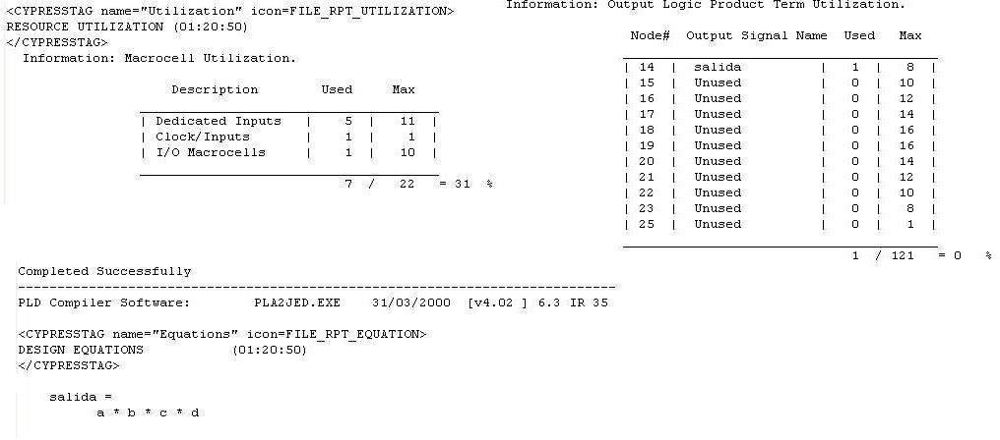 <CYPRESSTAG name="Utilization" icon=FILE_RPT_UTILIZATION>
RESOURCE UTILIZATION (01:20:50)
</CYPRESSTAG>
Information: Macrocell Utilization.
Description Used Max
| Dedicated Inputs | 5 | 11 |
| Clock/Inputs | 1 | 1 |
| I/O Macrocells | 1 | 10 |
7 / 22 = 31 %
Information: Output Logic Product Term Utilization.
Node# Output Signal Name Used Max
| 14 | salida | 1 | 8 |
| 15 | Unused | 0 | 10 |
| 16 | Unused | 0 | 12 |
| 17 | Unused | 0 | 14 |
| 18 | Unused | 0 | 16 |
| 19 | Unused | 0 | 16 |
| 20 | Unused | 0 | 14 |
| 21 | Unused | 0 | 12 |
| 22 | Unused | 0 | 10 |
| 23 | Unused | 0 | 8 |
| 25 | Unused | 0 | 1 |
1 / 121 = 0 %
Completed Successfully
--------------------------------------------------------------------------------
PLD Compiler Software: PLA2JED.EXE 31/03/2000 [v4.02 ] 6.3 IR 35
<CYPRESSTAG name="Equations" icon=FILE_RPT_EQUATION>
DESIGN EQUATIONS (01:20:50)
</CYPRESSTAG>
salida =
a * b * c * d